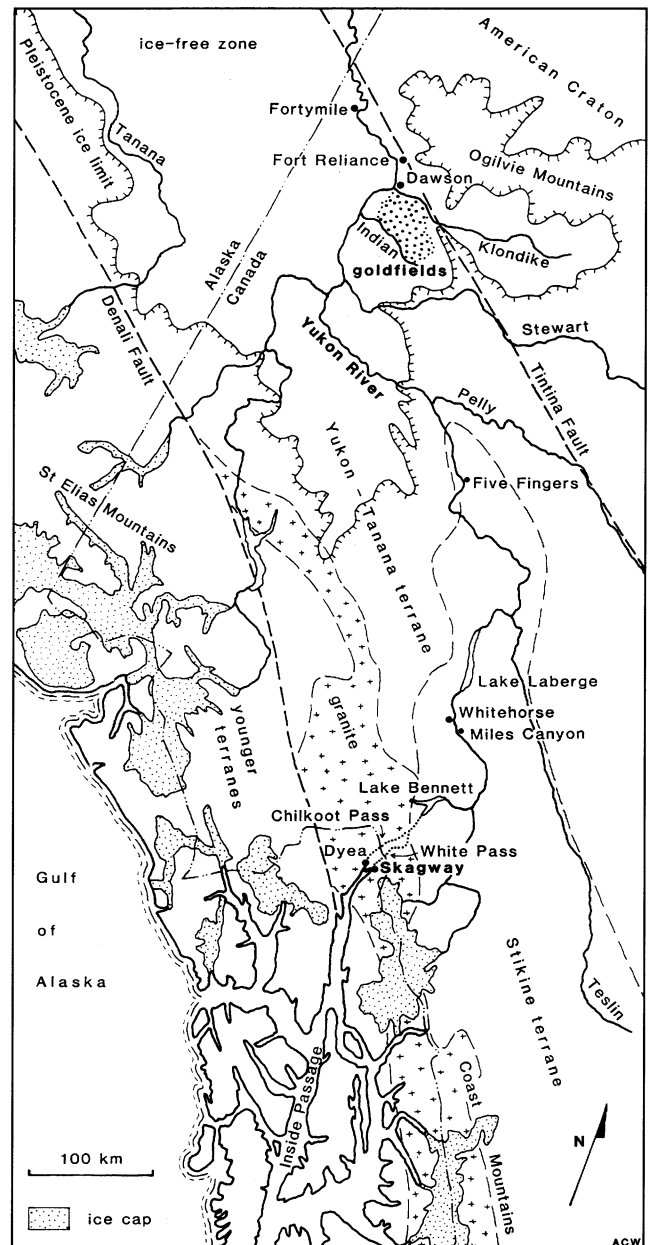 ice-free zone
American Craton
Pleistocene ice limit
Tanana
Fortymile
Fort Reliance
Ogilvie Mountains
Dawson
Alaska
Canada
Indian
Klondike
goldfields
Denali Fault
Stewart
Yukon River
Tintina Fault
Pelly
Yukon - Tanana terrane
St Elias Mountains
Five Fingers
Lake Laberge
younger
terranes
granite
Whitehorse
Miles Canyon
Lake Bennett
Chilkoot Pass
Dyea
White Pass
Skagway
Gulf
of
Alaska
Stikine terrane
Teslin
Inside Passage
Coast
Mountains
100 km
N
ice cap
ACW